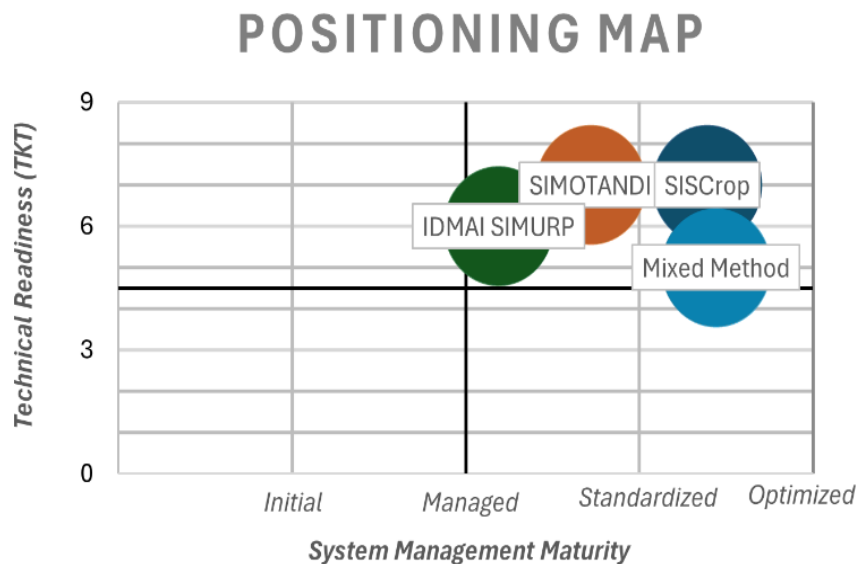 POSITIONING MAP
Technical Readiness (TKT)
9
6
3
0
SIMOTANDI
SISCrop
IDMAI SIMURP
Mixed Method
Initial
Managed
Standardized
Optimized
System Management Maturity